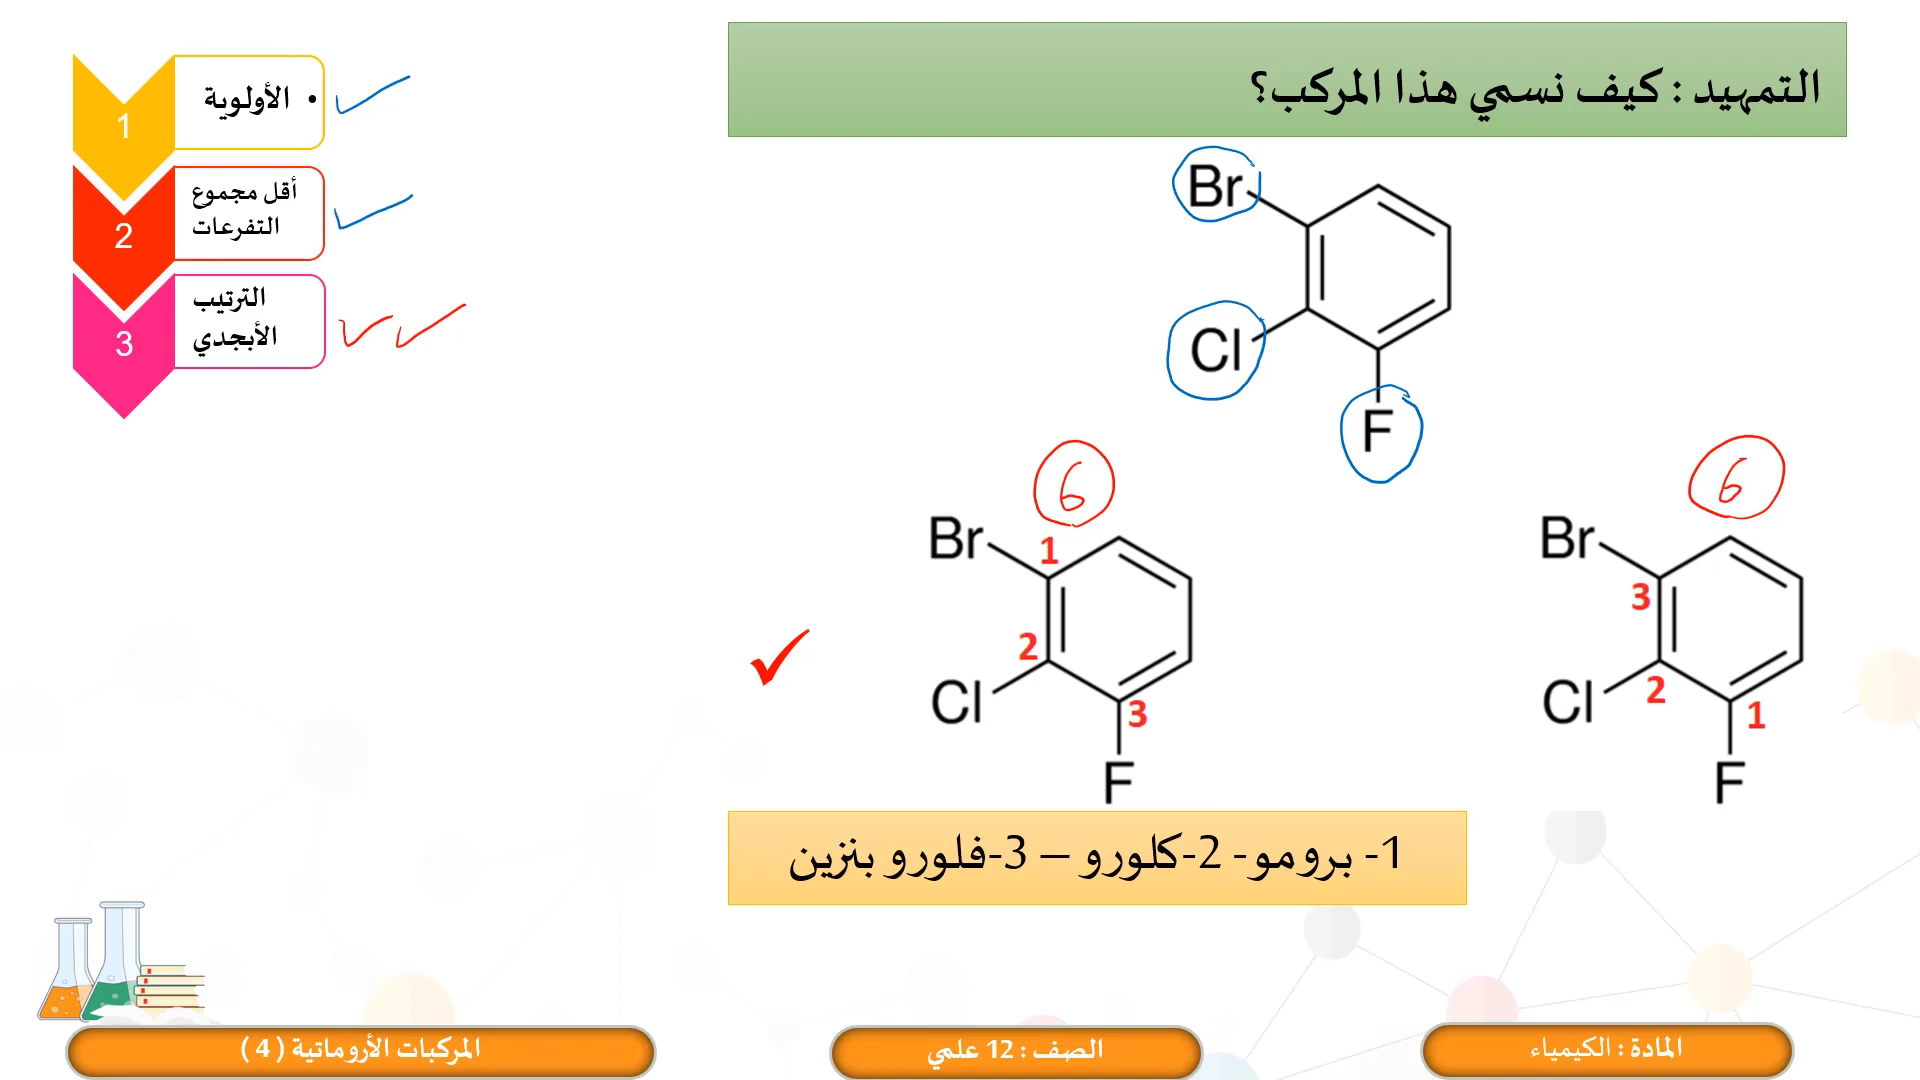 التمهيد : كيف نسمي هذا المركب؟
1
• الأولوية
2
أقل مجموع
التفرعات
3
الترتيب
الأبجدي
Br
Cl
F
6
Br
1
2
Cl
3
F
6
Br
3
Cl
2
1
F
1- برومو- 2-كلورو – 3-فلورو بنزين
المادة : الكيمياء
الصف : 12 علمي
المركبات الأروماتية ( 4 )